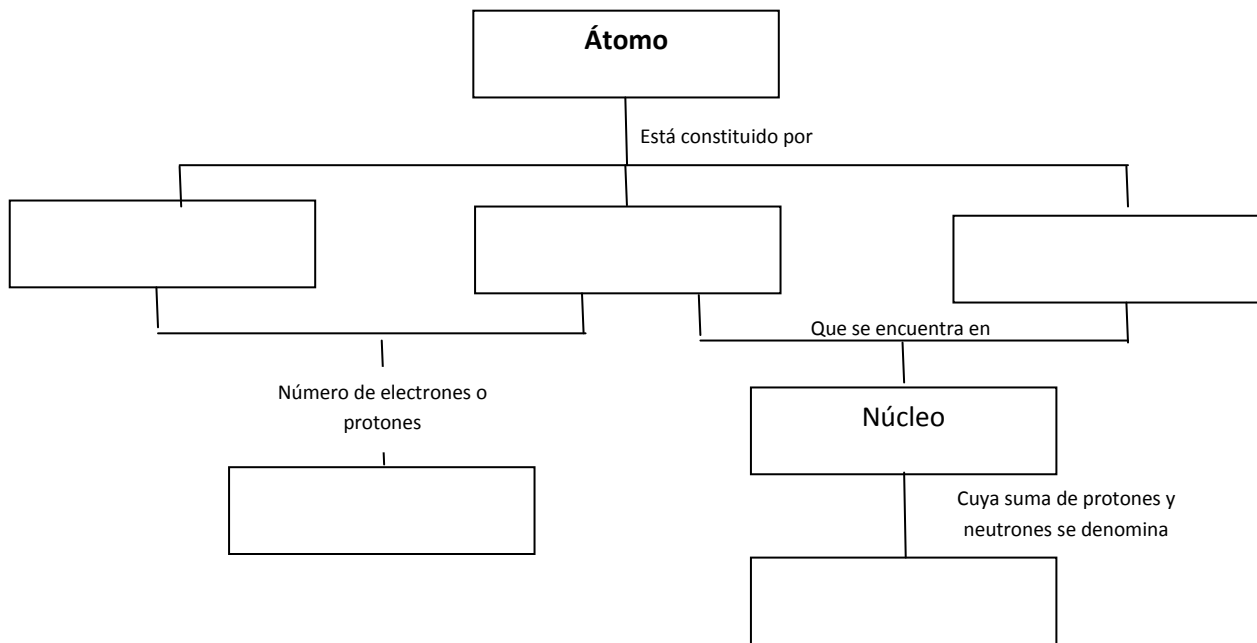 Átomo
Está constituido por
Que se encuentra en
Número de electrones o
protones
Núcleo
Cuya suma de protones y
neutrones se denomina